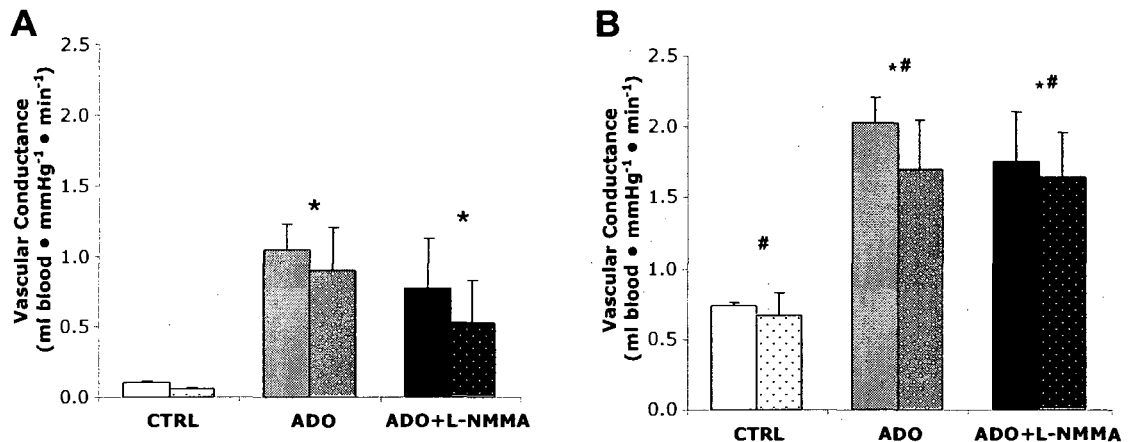 A
Vascular Conductance
(ml blood ● mmHg⁻¹ ● min⁻¹)
2.5
2.0
1.5
1.0
0.5
0.0
*
*
CTRL
ADO
ADO+L-NMMA
B
Vascular Conductance
(ml blood ● mmHg⁻¹ ● min⁻¹)
2.5
2.0
1.5
1.0
0.5
0.0
#
*#
*#
CTRL
ADO
ADO+L-NMMA